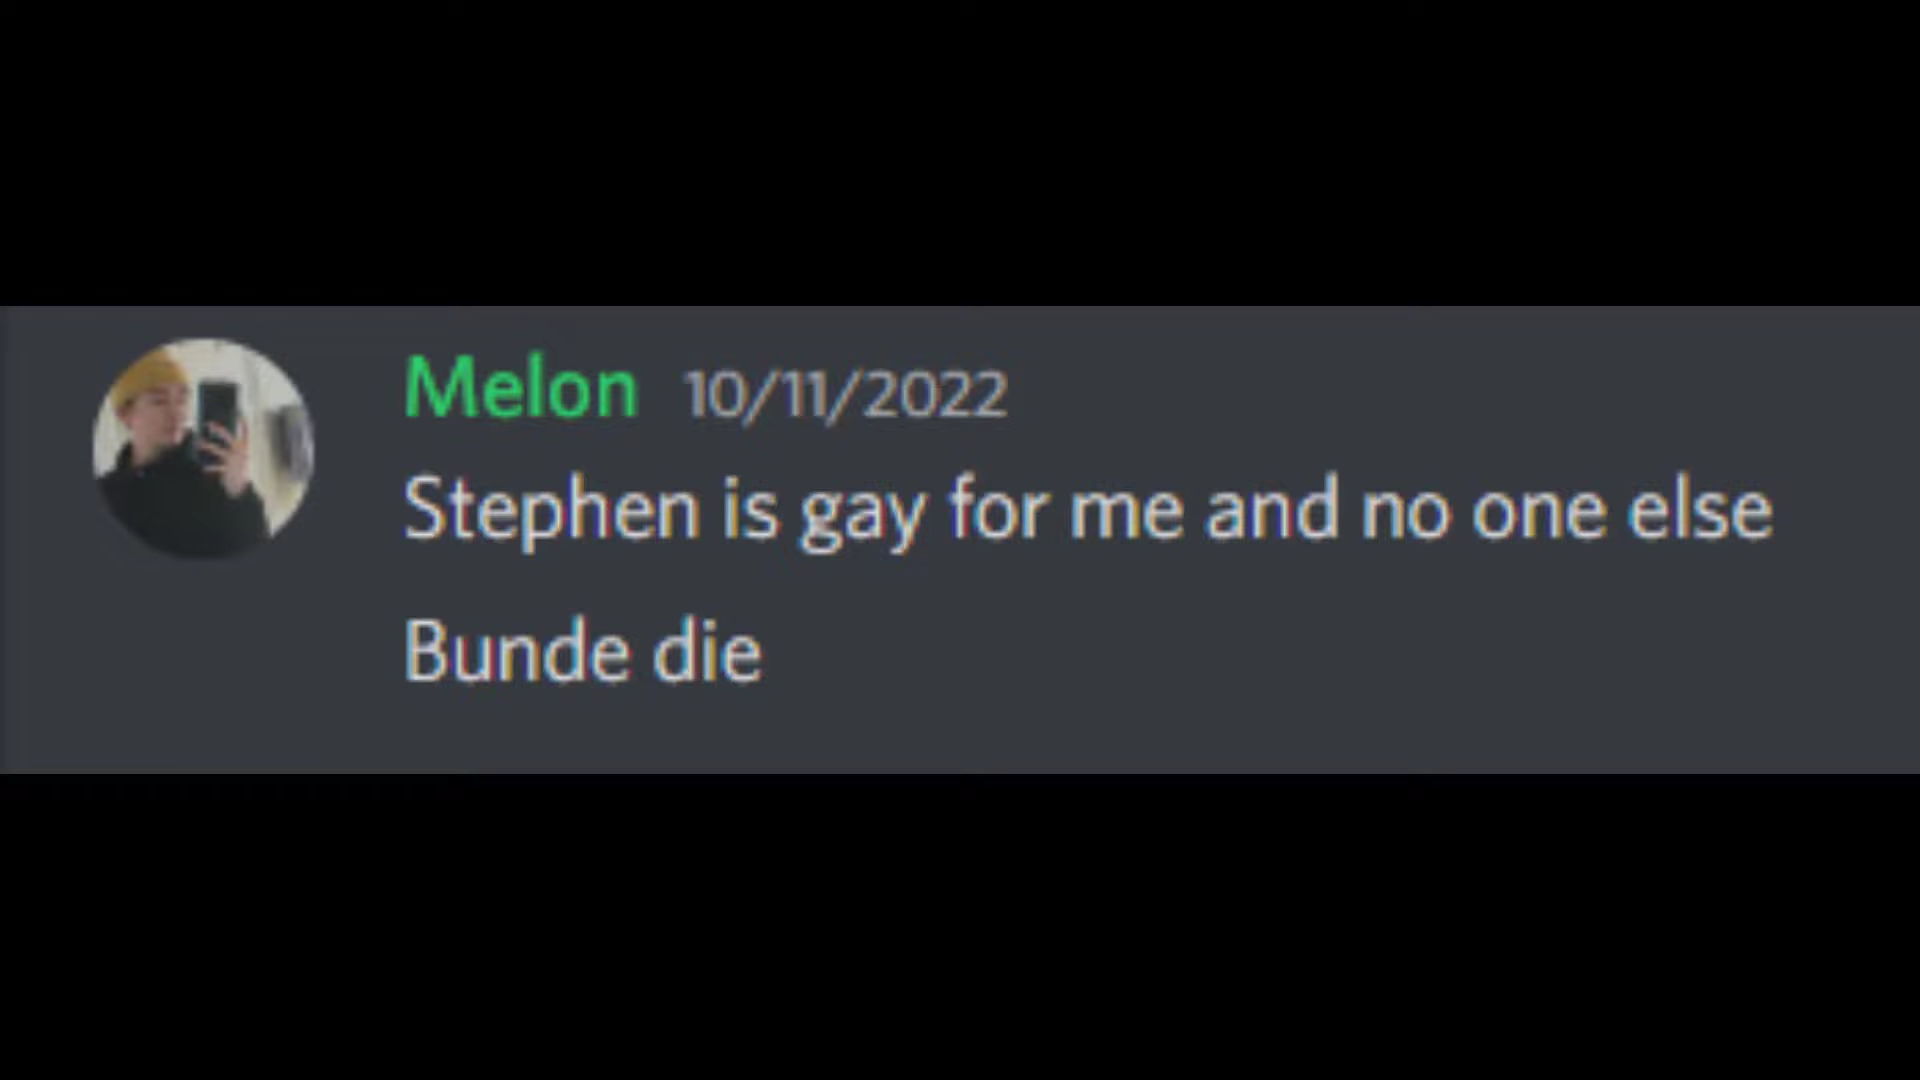 Melon 10/11/2022
Stephen is gay for me and no one else
Bunde die